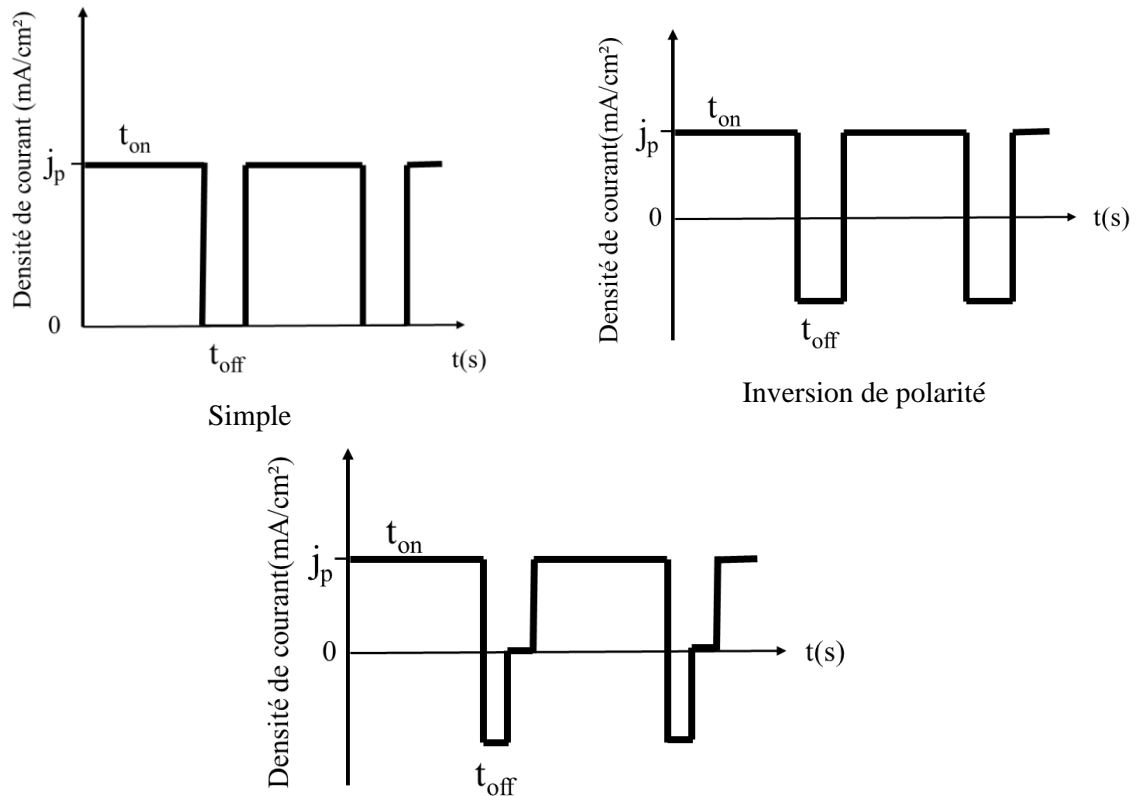 Densité de courant (mA/cm²)
t_on
j_p
0
t_off
t(s)
Simple
Densité de courant(mA/cm²)
t_on
j_p
0
t(s)
t_off
Inversion de polarité
Densité de courant(mA/cm²)
t_on
j_p
0
t(s)
t_off